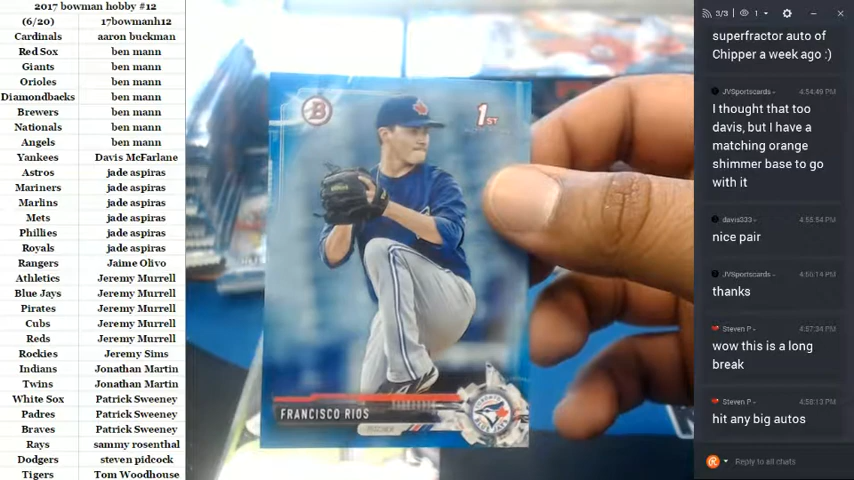 2017 bowman hobby #12
(6/20) 17bowmanh12
Cardinals aaron buckman
Red Sox ben mann
Giants ben mann
Orioles ben mann
Diamondbacks ben mann
Brewers ben mann
Nationals ben mann
Angels ben mann
Yankees Davis McFarlane
Astros jade aspiras
Mariners jade aspiras
Marlins jade aspiras
Mets jade aspiras
Phillies jade aspiras
Royals jade aspiras
Rangers Jaime Olivo
Athletics Jeremy Murrell
Blue Jays Jeremy Murrell
Pirates Jeremy Murrell
Cubs Jeremy Murrell
Reds Jeremy Murrell
Rockies Jeremy Sims
Indians Jonathan Martin
Twins Jonathan Martin
White Sox Patrick Sweeney
Padres Patrick Sweeney
Braves Patrick Sweeney
Rays sammy rosenthal
Dodgers steven pidcock
Tigers Tom Woodhouse
B
1ST
FRANCISCO RIOS
PITCHER
3/3 1
superfractor auto of
Chipper a week ago :)
JVSportscards 4:54:49 PM
I thought that too
davis, but I have a
matching orange
shimmer base to go
with it
davis333 4:55:54 PM
nice pair
JVSportscards 4:56:14 PM
thanks
Steven P 4:57:34 PM
wow this is a long
break
Steven P 4:58:13 PM
hit any big autos
Reply to all chats